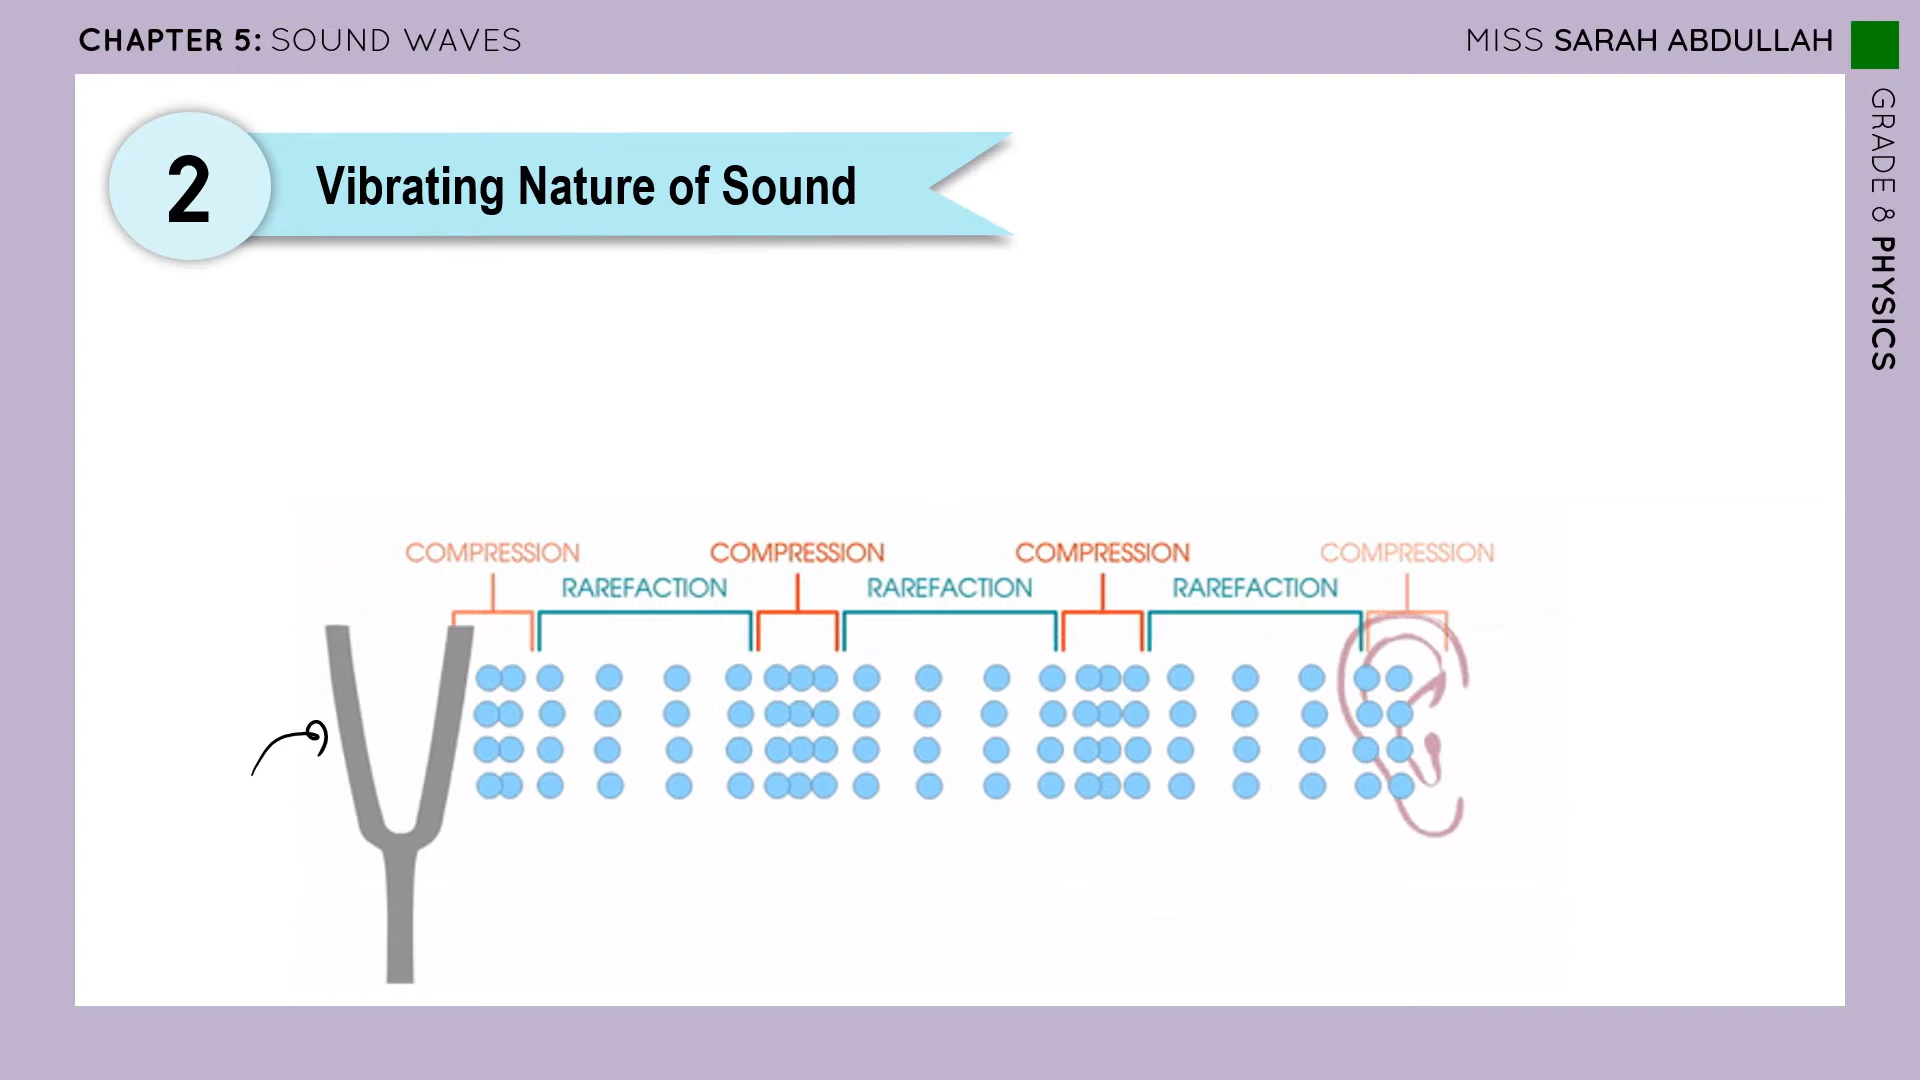 CHAPTER 5: SOUND WAVES
MISS SARAH ABDULLAH
GRADE 8 PHYSICS
2
Vibrating Nature of Sound
COMPRESSION COMPRESSION COMPRESSION COMPRESSION
RAREFACTION RAREFACTION RAREFACTION